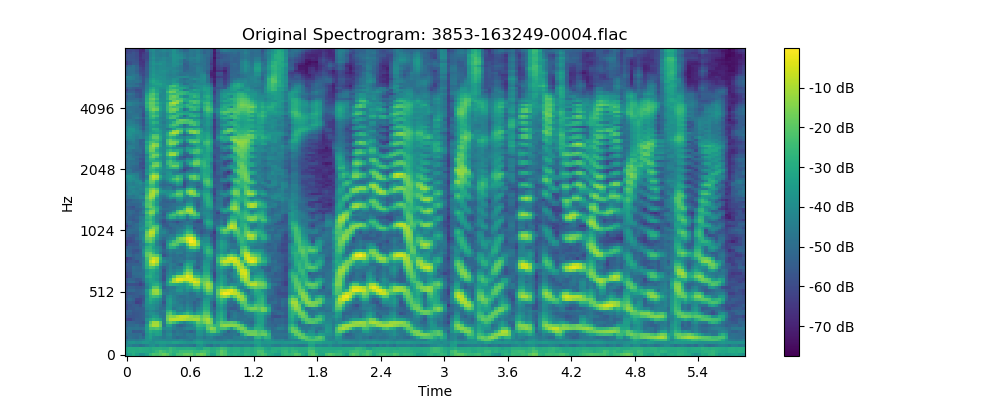 Original Spectrogram: 3853-163249-0004.flac
4096
2048
1024
512
0
Hz
0 0.6 1.2 1.8 2.4 3 3.6 4.2 4.8 5.4
Time
-10 dB
-20 dB
-30 dB
-40 dB
-50 dB
-60 dB
-70 dB